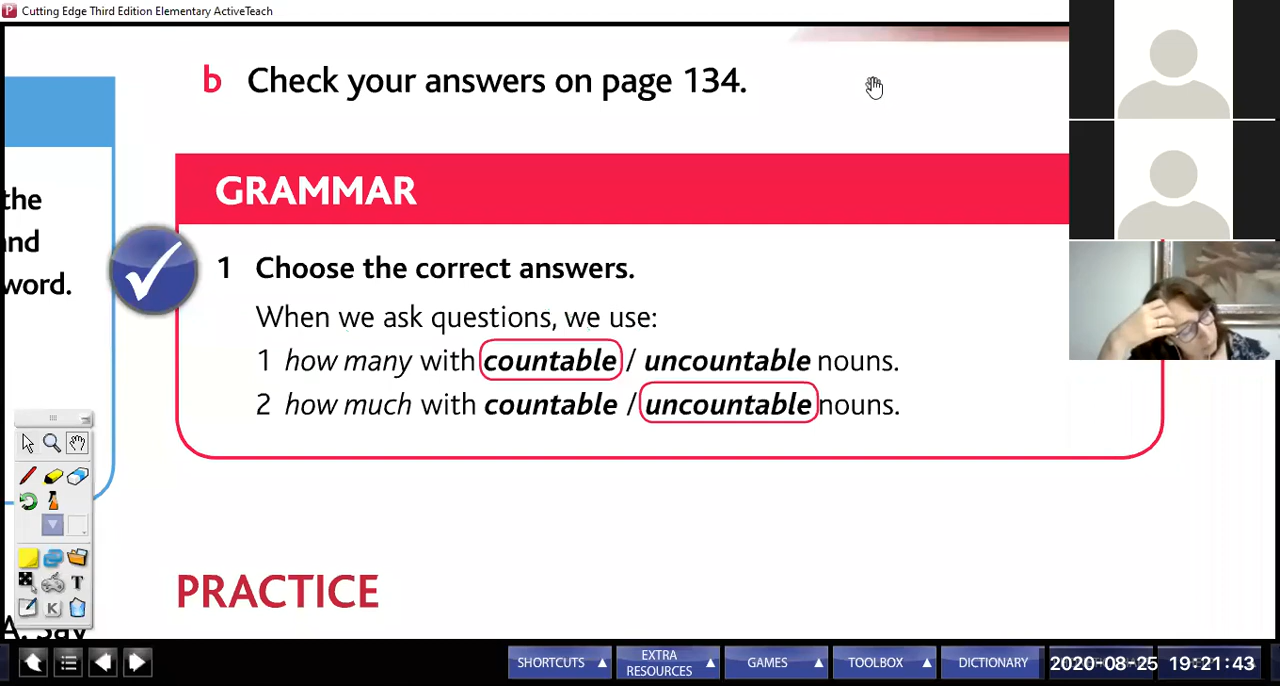 Cutting Edge Third Edition Elementary ActiveTeach
b Check your answers on page 134.
the
GRAMMAR
and
word.
1 Choose the correct answers.
When we ask questions, we use:
1 how many with countable / uncountable nouns.
2 how much with countable / uncountable nouns.
PRACTICE
A. Say
SHORTCUTS
EXTRA
RESOURCES
GAMES
TOOLBOX
DICTIONARY
2020-08-25 19:21:43